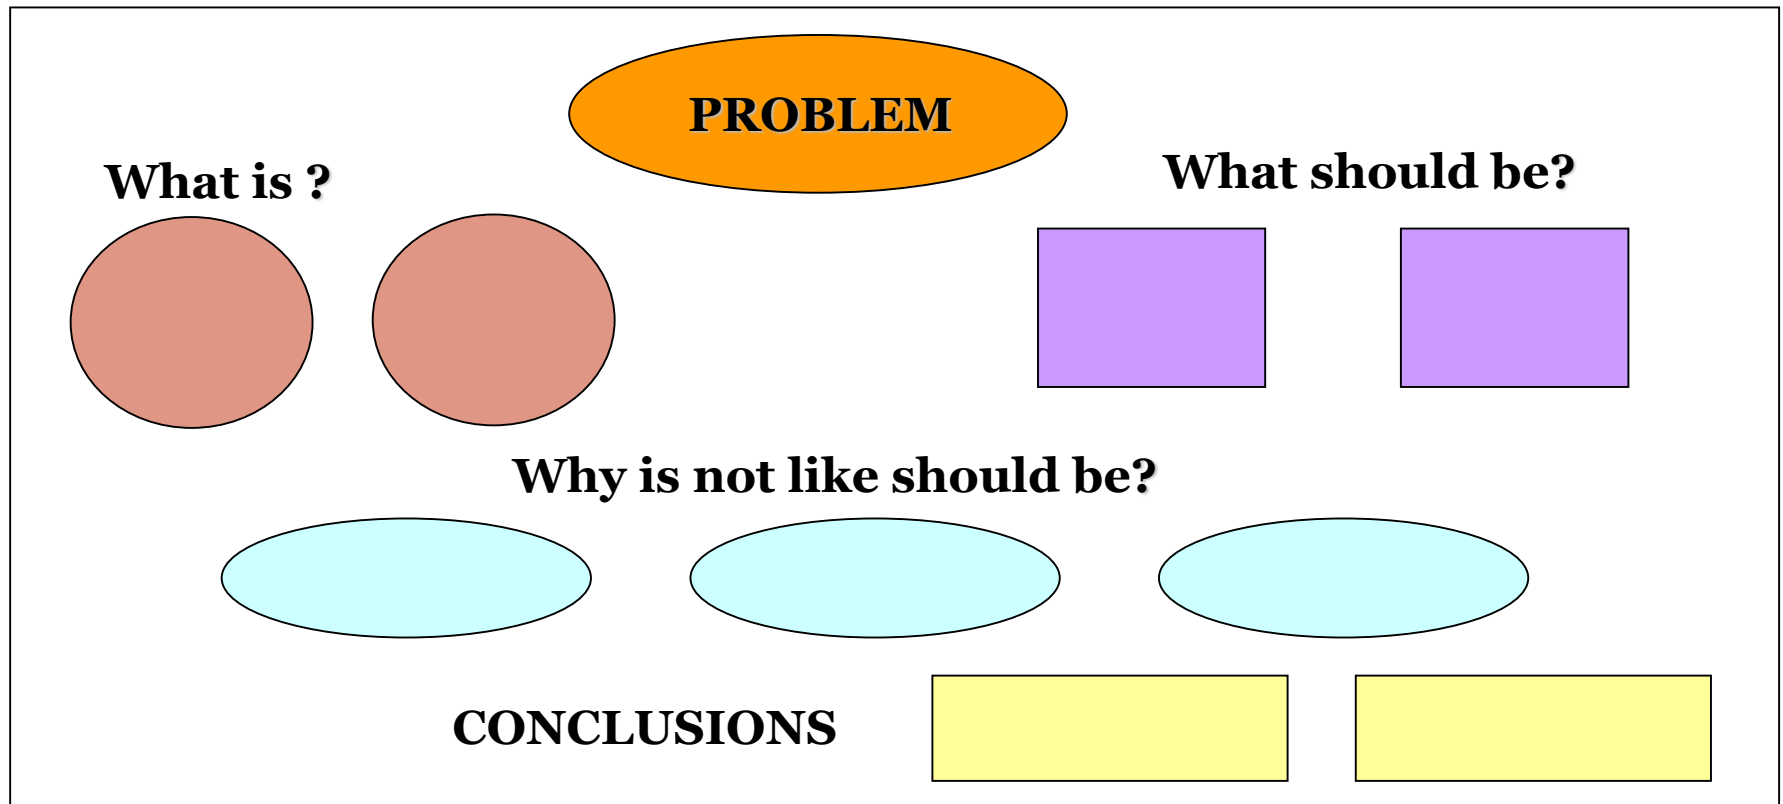 PROBLEM
What is ?
What should be?
Why is not like should be?
CONCLUSIONS